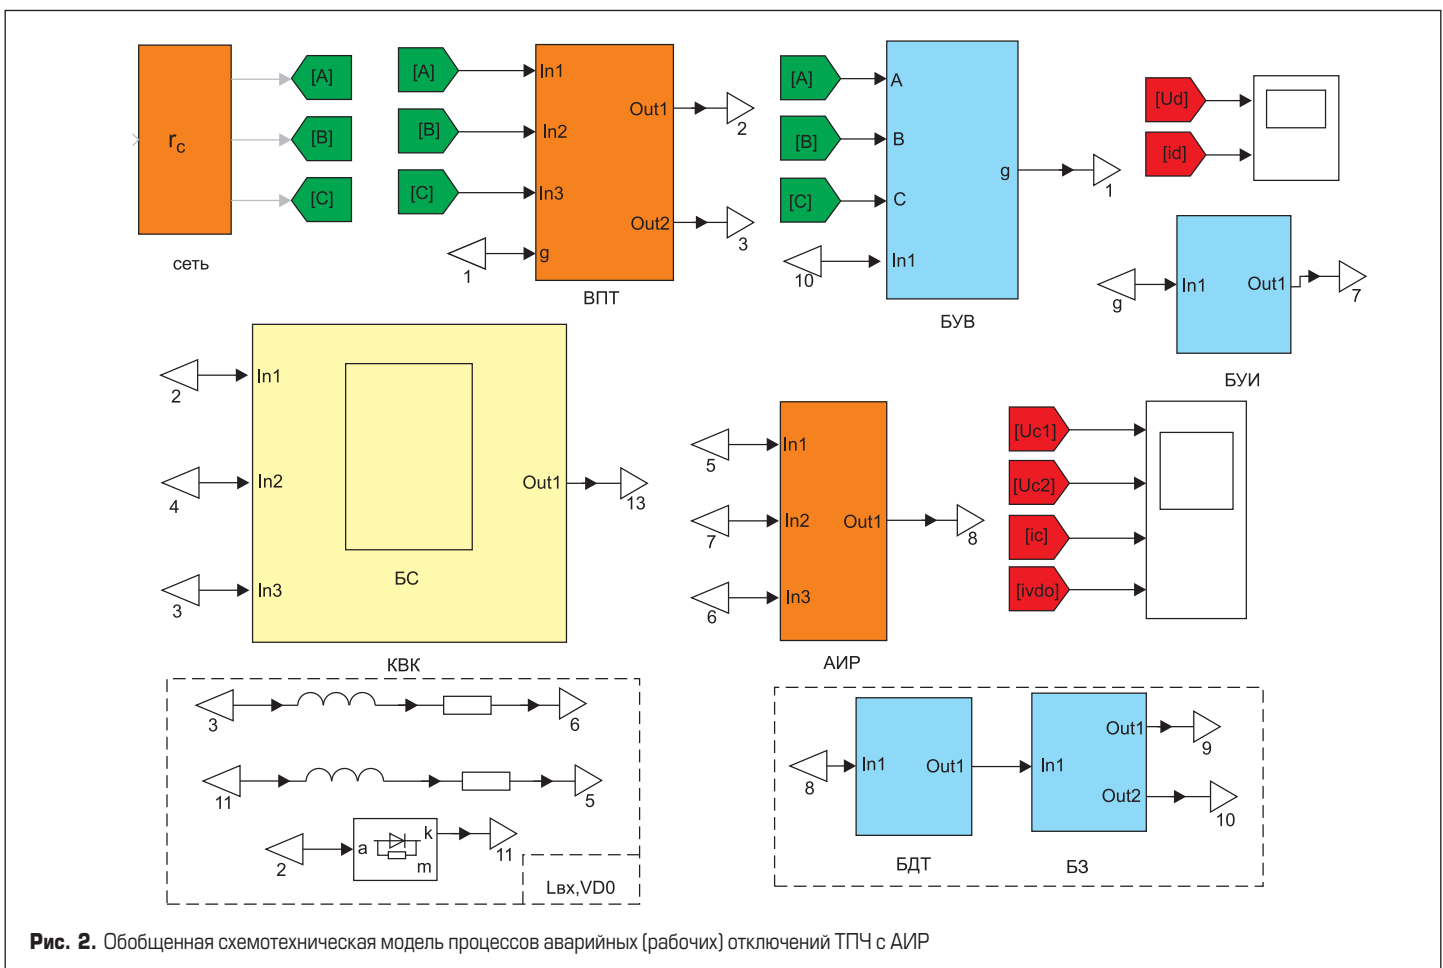 rс
[A]
[B]
[C]
сеть
[A]
[B]
[C]
1
In1
In2
In3
g
Out1
Out2
ВПТ
2
3
[A]
[B]
[C]
10
A
B
C
In1
g
БУВ
1
[Ud]
[id]
g
In1
Out1
БУИ
7
2
4
3
In1
In2
In3
Out1
БС
КВК
13
5
7
6
In1
In2
In3
Out1
АИР
8
[Uc1]
[Uc2]
[ic]
[ivdo]
3
6
11
5
2
a
k
m
11
Lвх,VD0
8
In1
Out1
БДТ
In1
Out1
Out2
БЗ
9
10
Рис. 2. Обобщенная схемотехническая модель процессов аварийных (рабочих) отключений ТПЧ с АИР